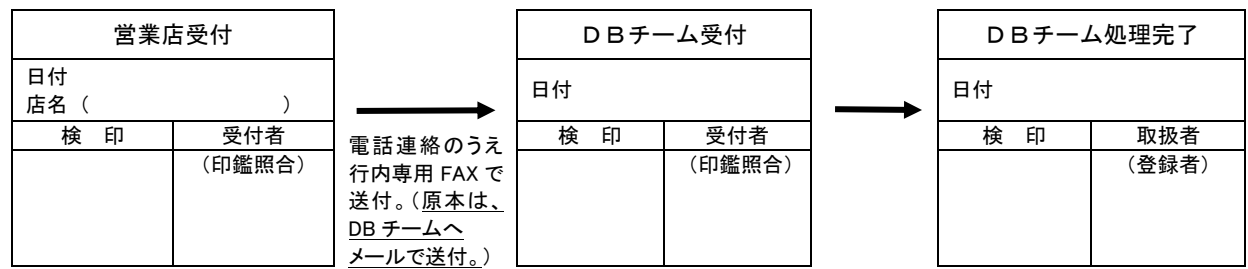 営業店受付
日付
店名（　　　　　　　　）
検　印
受付者
（印鑑照合）
電話連絡のうえ
行内専用 FAX で
送付。（原本は、
DB チームへ
メールで送付。）
ＤＢチーム受付
日付
検　印
受付者
（印鑑照合）
ＤＢチーム処理完了
日付
検　印
取扱者
（登録者）